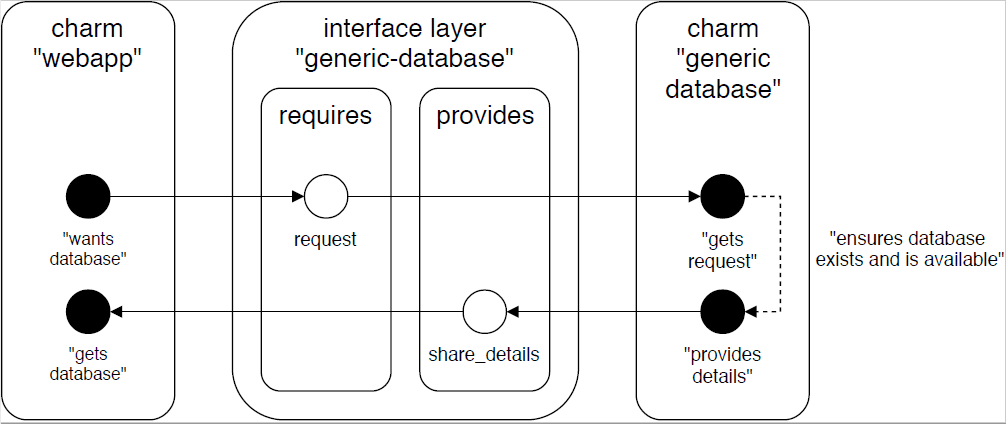 charm
"webapp"
interface layer
"generic-database"
charm
"generic
database"
requires
provides
"wants
database"
request
"gets
request"
"ensures database
exists and is available"
"gets
database"
share_details
"provides
details"